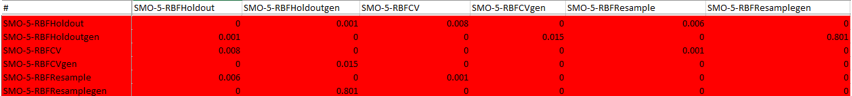 # SMO-5-RBFHoldout SMO-5-RBFHoldoutgen SMO-5-RBFCV SMO-5-RBFCVgen SMO-5-RBFResample SMO-5-RBFResamplegen
SMO-5-RBFHoldout 0 0.001 0.008 0 0.006 0
SMO-5-RBFHoldoutgen 0.001 0 0 0.015 0 0.801
SMO-5-RBFCV 0.008 0 0 0 0.001 0
SMO-5-RBFCVgen 0 0.015 0 0 0 0
SMO-5-RBFResample 0.006 0 0.001 0 0 0
SMO-5-RBFResamplegen 0 0.801 0 0 0 0